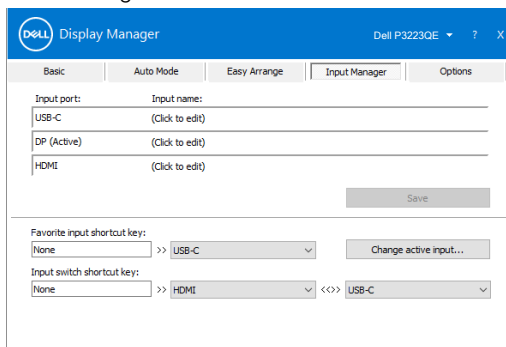 DELL Display Manager Dell P3223QE ? X
Basic Auto Mode Easy Arrange Input Manager Options
Input port: Input name:
USB-C (Click to edit)
DP (Active) (Click to edit)
HDMI (Click to edit)
Save
Favorite input shortcut key:
None >> USB-C Change active input...
Input switch shortcut key:
None >> HDMI <<>> USB-C